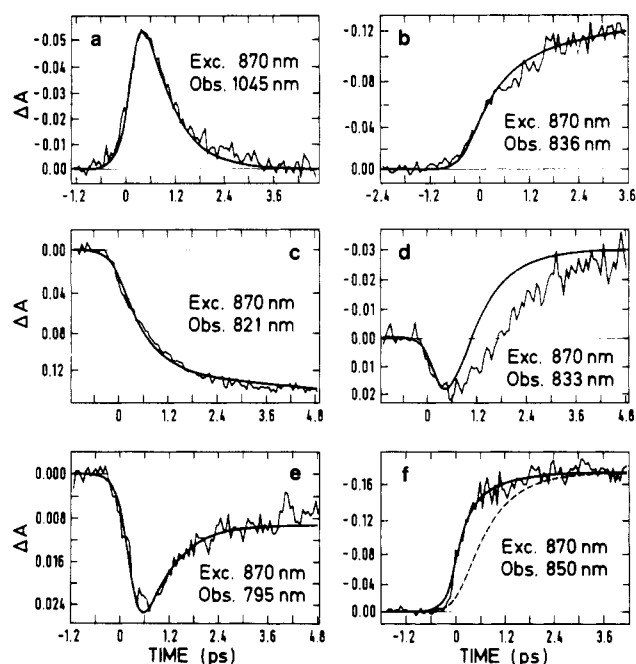 a
Exc. 870 nm
Obs. 1045 nm
-0.05
-0.04
-0.03
-0.02
-0.01
0.00
ΔA
-1.2 0 1.2 2.4 3.6
b
Exc. 870 nm
Obs. 836 nm
-0.12
-0.08
-0.04
0.00
-2.4 -1.2 0 1.2 2.4 3.6
c
Exc. 870 nm
Obs. 821 nm
0.00
0.04
0.08
0.12
ΔA
0 1.2 2.4 3.6 4.8
d
Exc. 870 nm
Obs. 833 nm
-0.03
-0.02
-0.01
0.00
0.01
0.02
0 1.2 2.4 3.6 4.8
e
Exc. 870 nm
Obs. 795 nm
0.000
0.008
0.016
0.024
ΔA
-1.2 0 1.2 2.4 3.6 4.8
TIME (ps)
f
Exc. 870 nm
Obs. 850 nm
-0.16
-0.12
-0.08
-0.04
0.00
-1.2 0 1.2 2.4 3.6
TIME (ps)